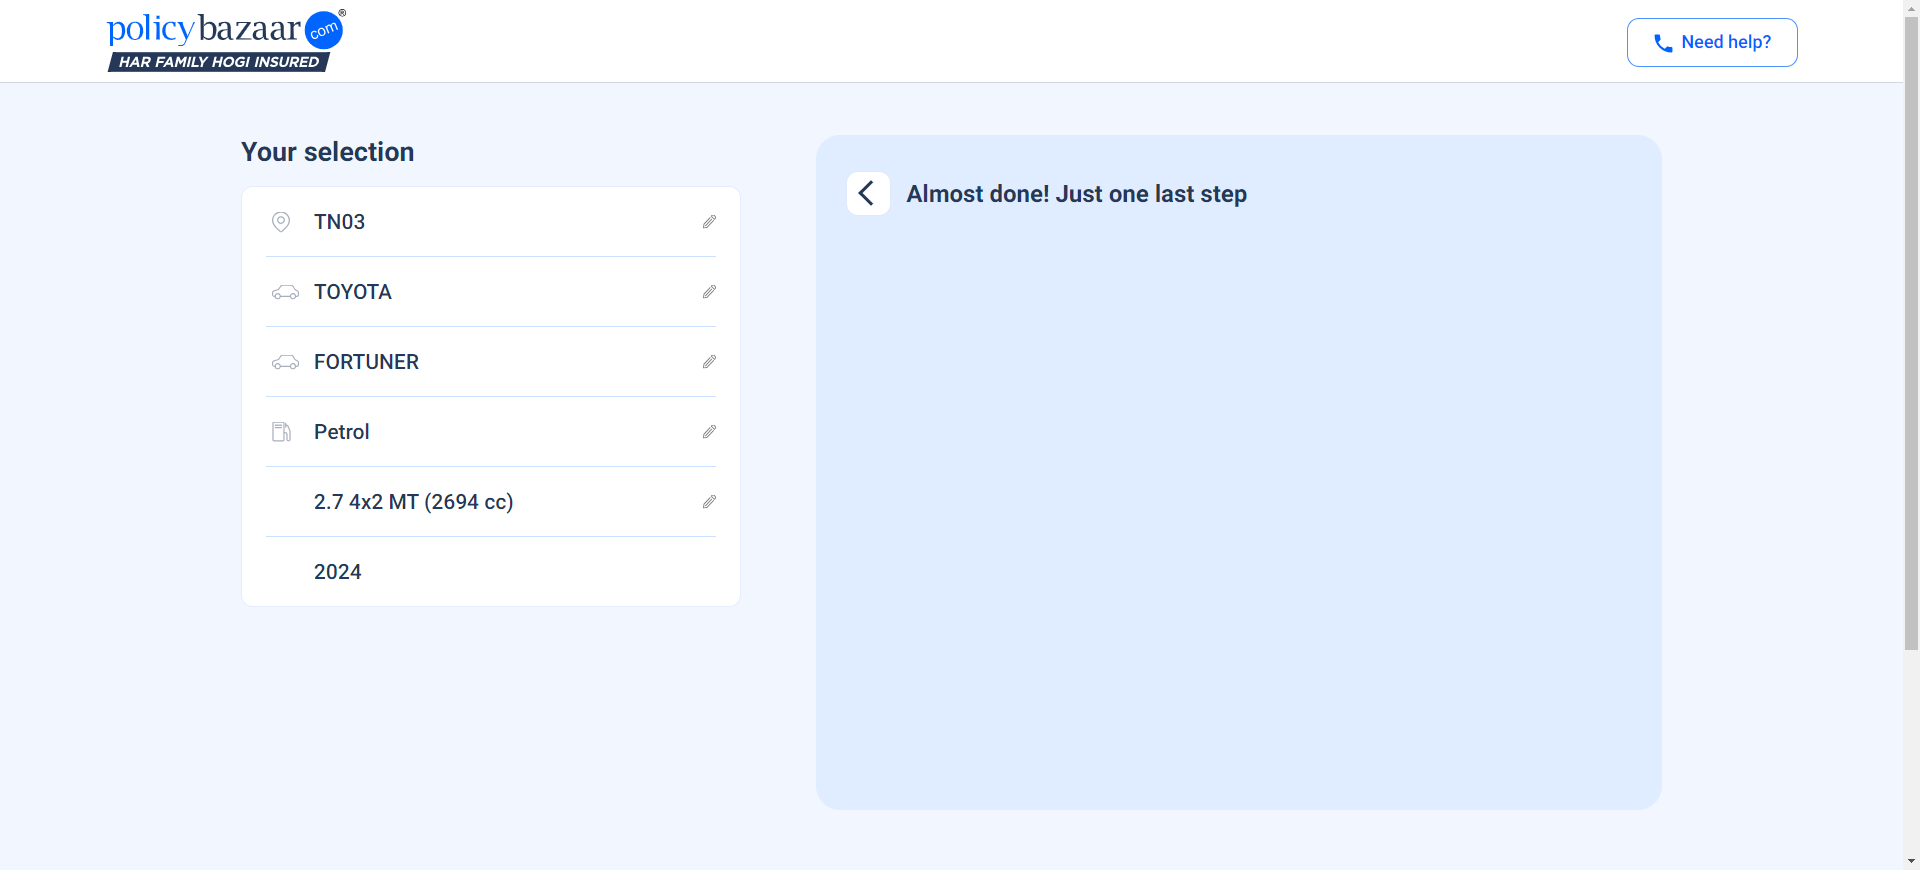 policybazaar.com®
HAR FAMILY HOGI INSURED
Need help?
Your selection
TN03
TOYOTA
FORTUNER
Petrol
2.7 4x2 MT (2694 cc)
2024
Almost done! Just one last step